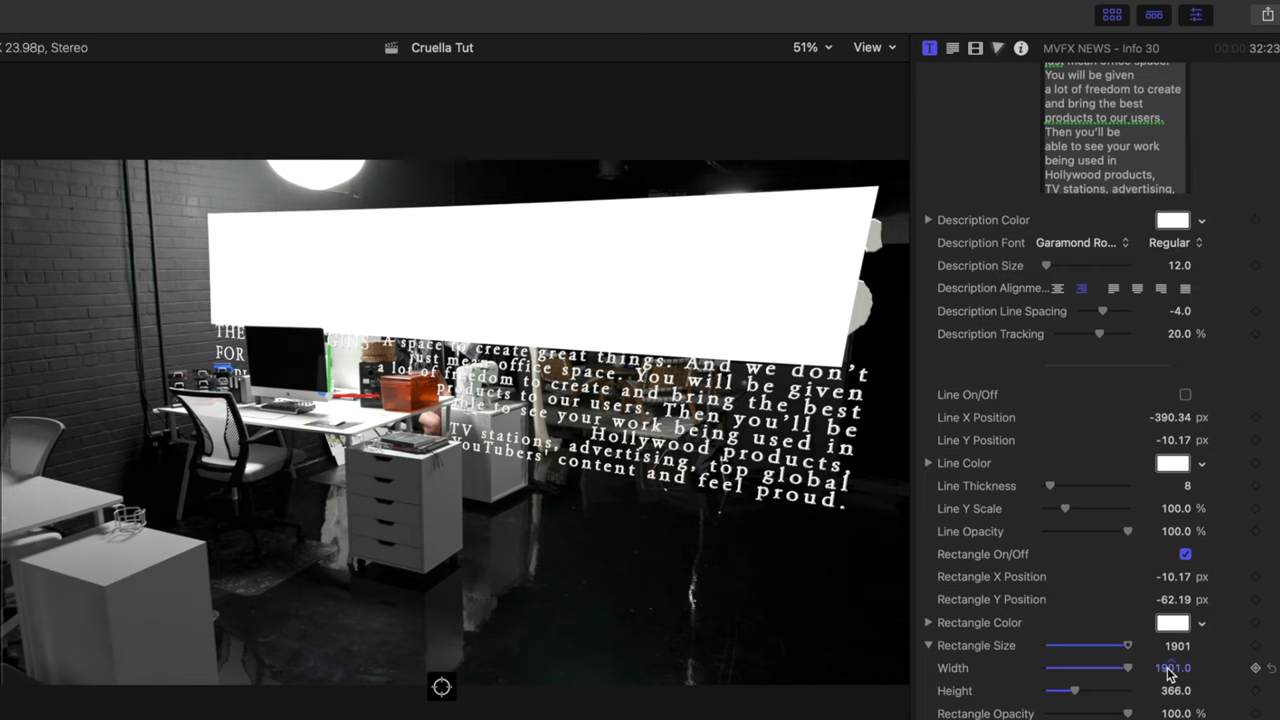 K 23.98p, Stereo
Cruella Tut
51%
View
T
MVFX NEWS - Info 30
00:00:32:23
just mean office space.
You will be given
a lot of freedom to create
and bring the best
products to our users.
Then you'll be
able to see your work
being used in
Hollywood products,
TV stations, advertising,
Description Color
Description Font Garamond Ro... Regular
Description Size 12.0
Description Alignme...
Description Line Spacing -4.0
Description Tracking 20.0 %
Line On/Off
Line X Position -390.34 px
Line Y Position -10.17 px
Line Color
Line Thickness 8
Line Y Scale 100.0 %
Line Opacity 100.0 %
Rectangle On/Off
Rectangle X Position -10.17 px
Rectangle Y Position -62.19 px
Rectangle Color
Rectangle Size 1901
Width 1901.0
Height 366.0
Rectangle Opacity 100.0 %
THE
FOR
GINS
A space to create great things. And we don't
just mean office space. You will be given
a lot of freedom to create and bring the best
products to our users. Then you'll be
able to see your work being used in
Hollywood products,
TV stations, advertising, top global
YouTubers' content and feel proud.